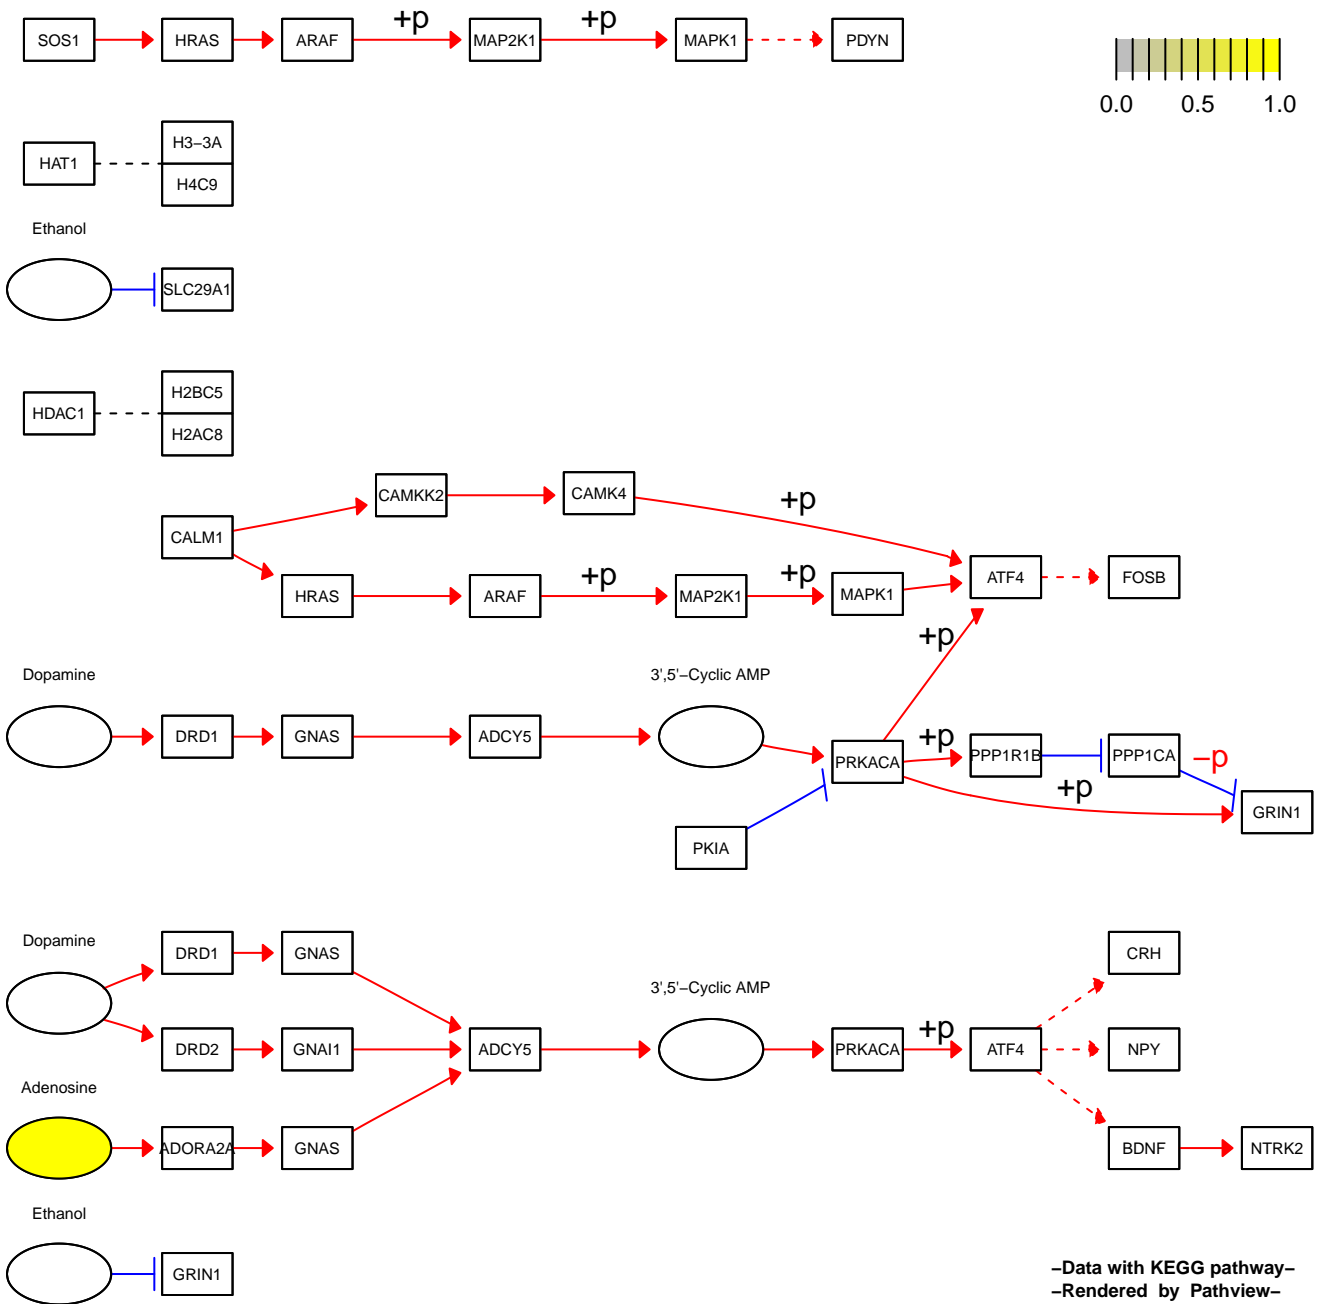 +p +p
SOS1 HRAS ARAF MAP2K1 MAPK1 PDYN
0.0 0.5 1.0
H3−3A
HAT1
H4C9
Ethanol
SLC29A1
H2BC5
HDAC1
H2AC8
CAMKK2 CAMK4 +p
CALM1
+p +p ATF4 FOSB
HRAS ARAF MAP2K1 MAPK1
+p
Dopamine 3',5'−Cyclic AMP
DRD1 GNAS ADCY5 +p
PRKACA PPP1R1B PPP1CA −p
+p
GRIN1
PKIA
Dopamine DRD1 GNAS CRH
3',5'−Cyclic AMP
+p
DRD2 GNAI1 ADCY5 PRKACA ATF4 NPY
Adenosine
ADORA2A GNAS BDNF NTRK2
Ethanol
GRIN1
−Data with KEGG pathway−
−Rendered by Pathview−